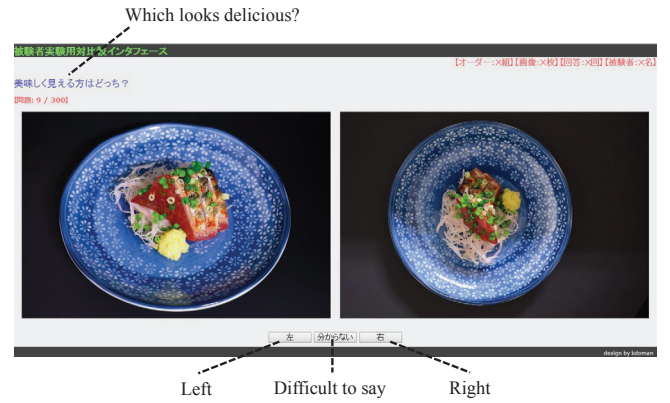 Which looks delicious?
被験者実験用対比較インタフェース
【オーダー:X組】【画像:X枚】【回答:X回】【被験者:X名】
美味しく見える方はどっち?
[問題: 9 / 300]
左 分からない 右
design by kdoman
Left Difficult to say Right